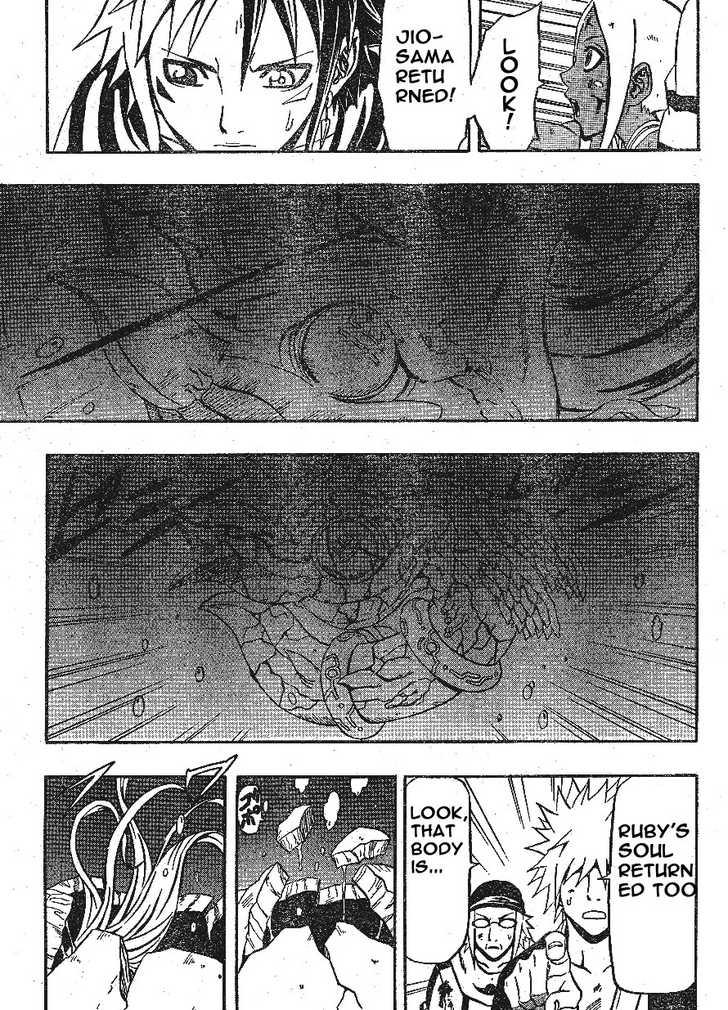 LOOK!
JIO-
SAMA
RETU
RNED!
RUBY'S
SOUL
RETURN
ED TOO
LOOK,
THAT
BODY
IS...